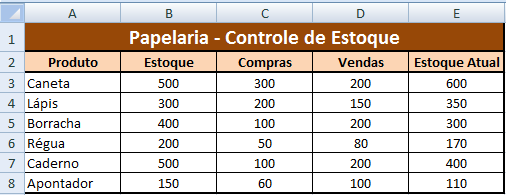 A B C D E
1 Papelaria - Controle de Estoque
2 Produto Estoque Compras Vendas Estoque Atual
3 Caneta 500 300 200 600
4 Lápis 300 200 150 350
5 Borracha 400 100 200 300
6 Régua 200 50 80 170
7 Caderno 500 100 200 400
8 Apontador 150 60 100 110